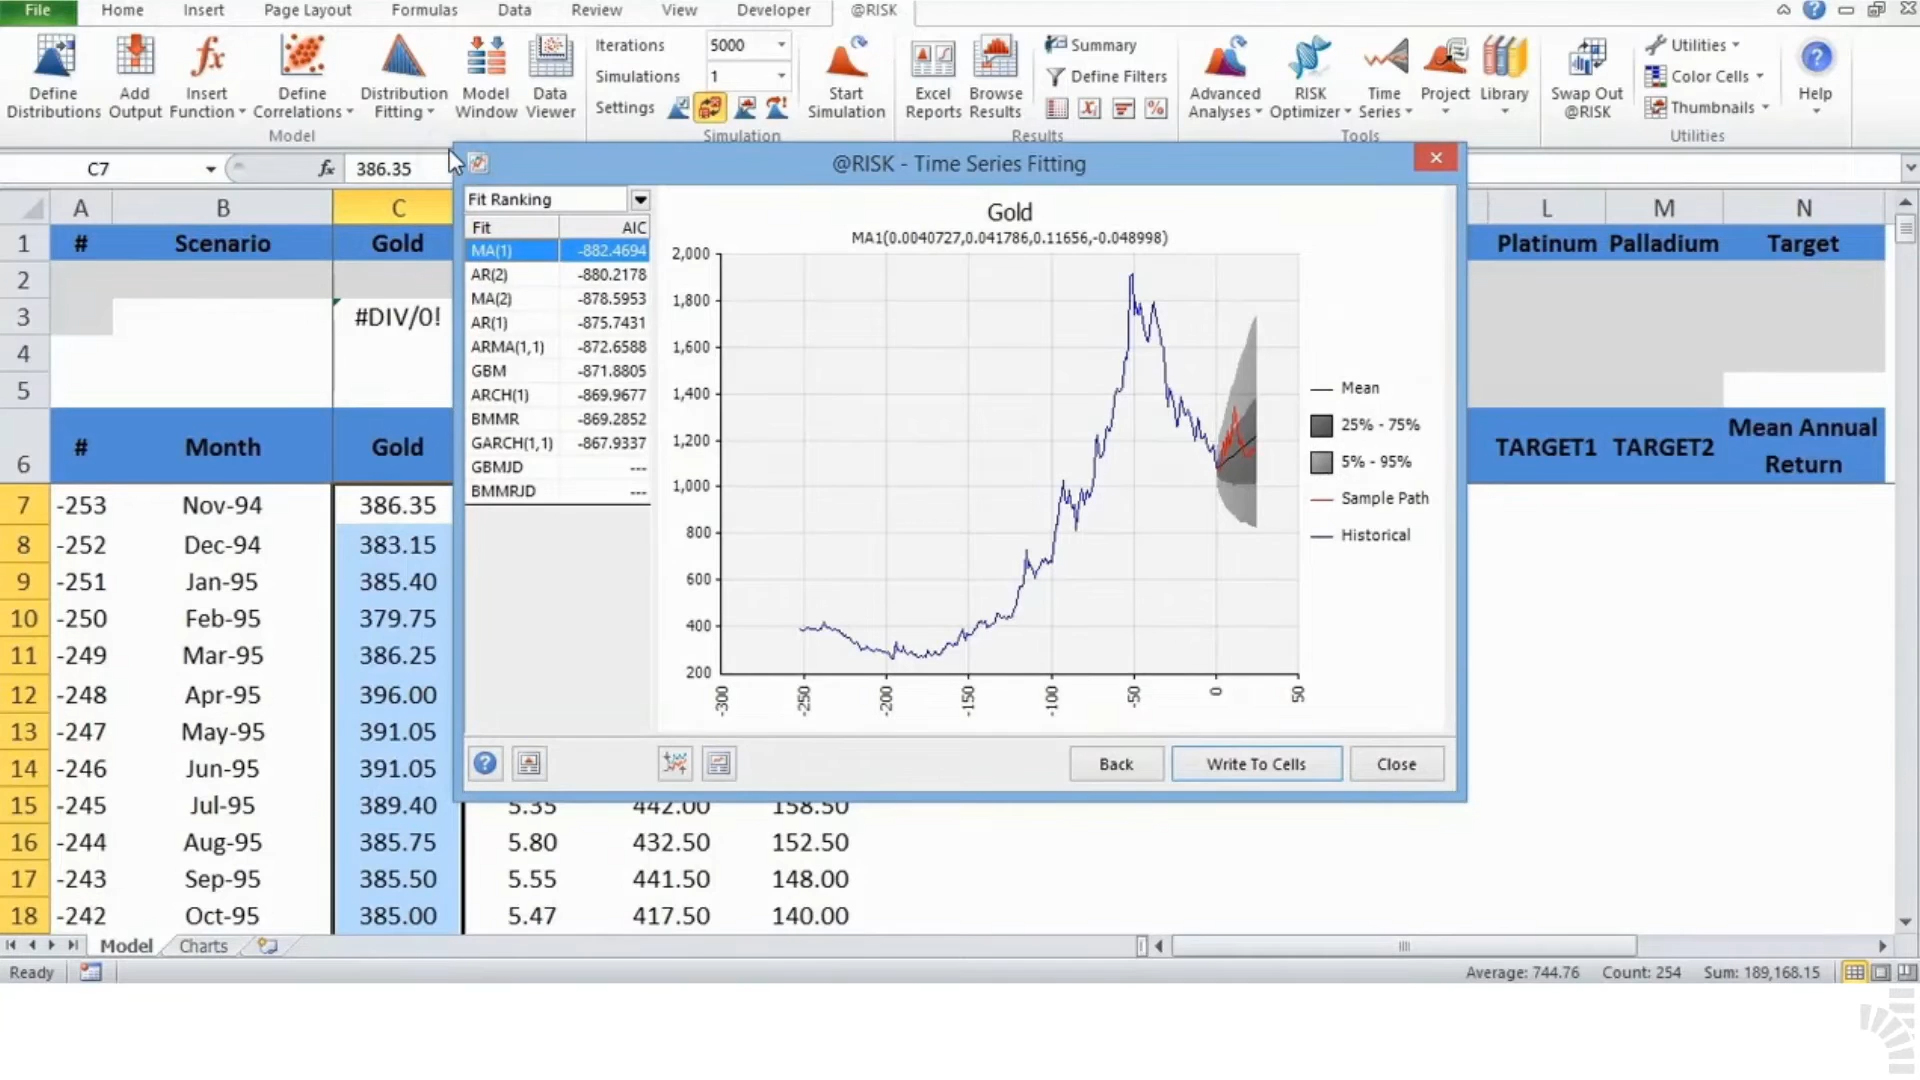 File Home Insert Page Layout Formulas Data Review View Developer @RISK
Define Distributions
Add Output
Insert Function
Define Correlations
Distribution Fitting
Model Window
Data Viewer
Iterations 5000
Simulations 1
Settings
Start Simulation
Excel Reports
Browse Results
Summary
Define Filters
Advanced Analyses
RISK Optimizer
Time Series
Project
Library
Swap Out @RISK
Utilities
Color Cells
Thumbnails
Help
Model Simulation Results Tools Utilities
C7 fx 386.35
@RISK - Time Series Fitting
A B C L M N
1 # Scenario Gold Platinum Palladium Target
2
3 #DIV/0!
4
5
6 # Month Gold TARGET1 TARGET2 Mean Annual Return
7 -253 Nov-94 386.35
8 -252 Dec-94 383.15
9 -251 Jan-95 385.40
10 -250 Feb-95 379.75
11 -249 Mar-95 386.25
12 -248 Apr-95 396.00
13 -247 May-95 391.05
14 -246 Jun-95 391.05
15 -245 Jul-95 389.40 5.35 442.00 158.50
16 -244 Aug-95 385.75 5.80 432.50 152.50
17 -243 Sep-95 385.50 5.55 441.50 148.00
18 -242 Oct-95 385.00 5.47 417.50 140.00
Fit Ranking
Fit AIC
MA(1) -882.4694
AR(2) -880.2178
MA(2) -878.5953
AR(1) -875.7431
ARMA(1,1) -872.6588
GBM -871.8805
ARCH(1) -869.9677
BMMR -869.2852
GARCH(1,1) -867.9337
GBMJD ---
BMMRJD ---
Gold
MA1(0.0040727,0.041786,0.11656,-0.048998)
2,000
1,800
1,600
1,400
1,200
1,000
800
600
400
200
-300 -250 -200 -150 -100 -50 0 50
Mean
25% - 75%
5% - 95%
Sample Path
Historical
Back Write To Cells Close
Model Charts
Ready Average: 744.76 Count: 254 Sum: 189,168.15